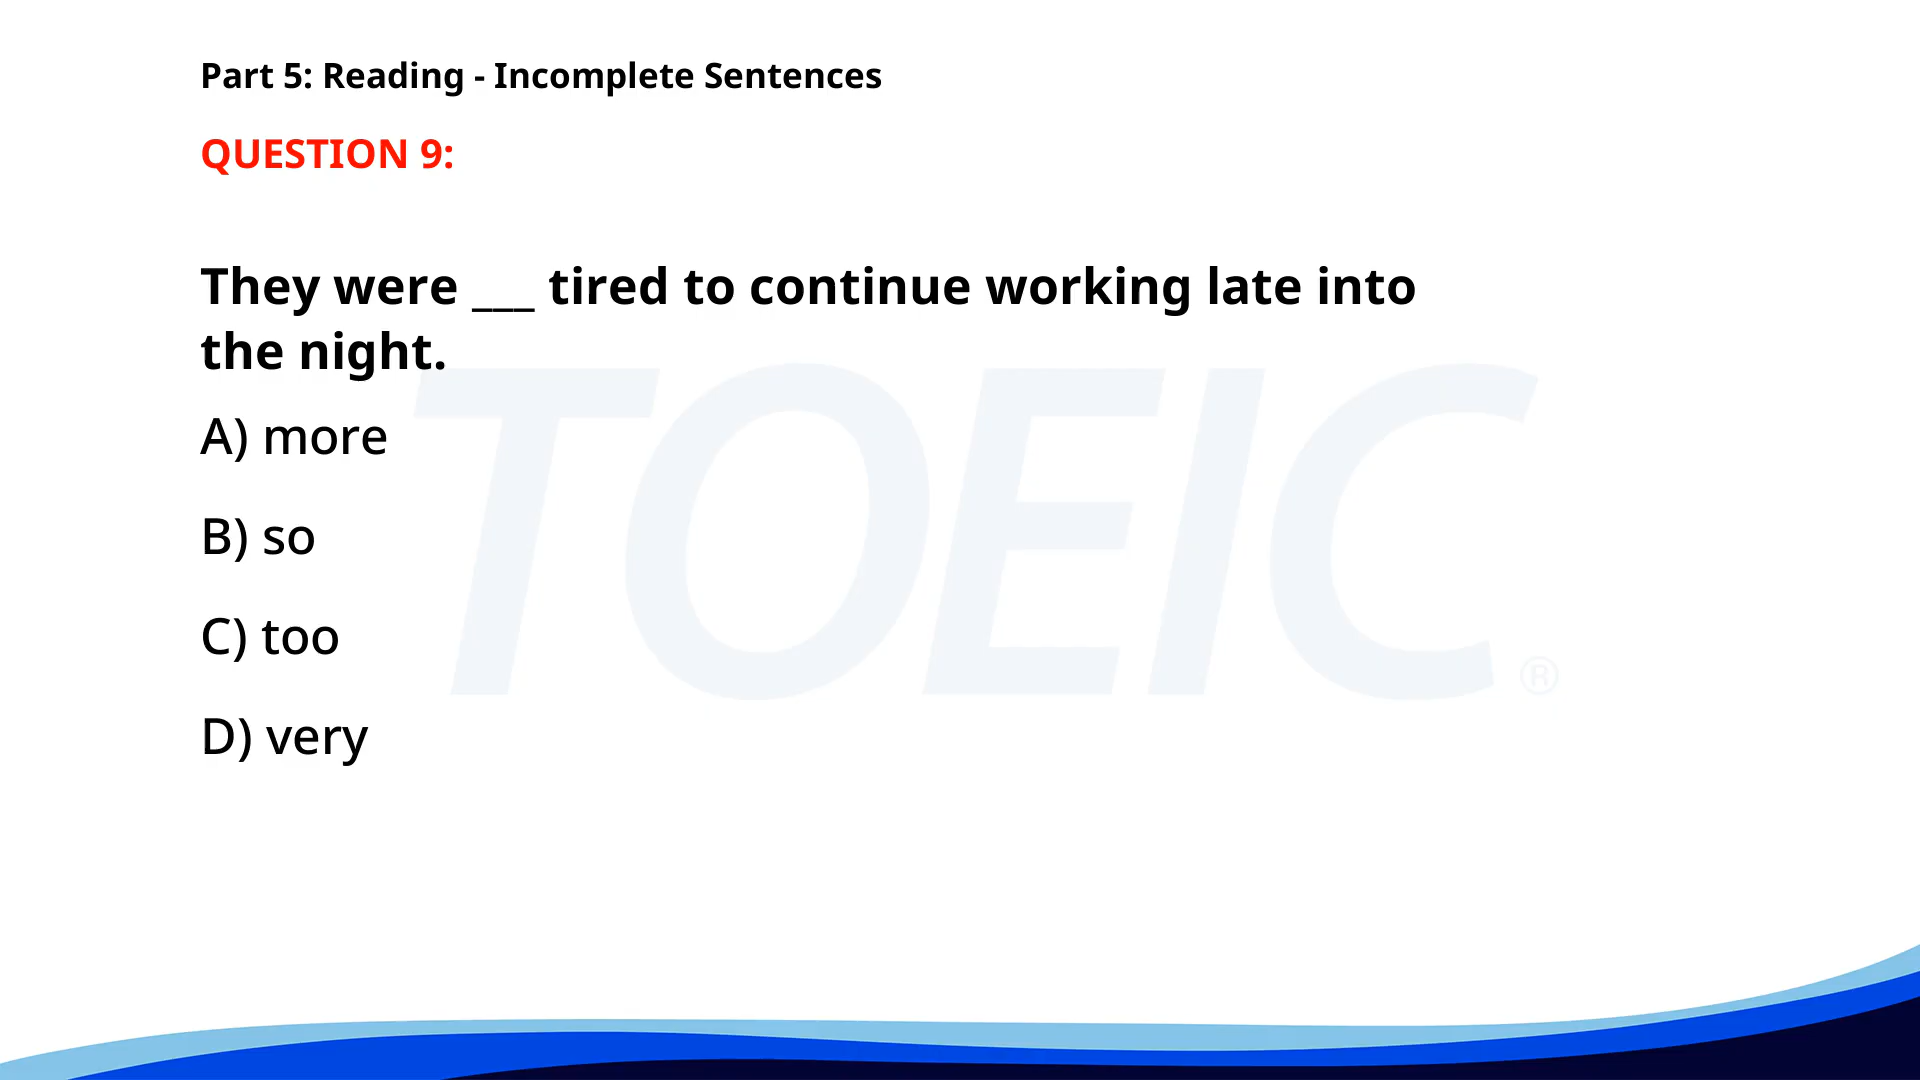 Part 5: Reading - Incomplete Sentences
QUESTION 9:
They were ___ tired to continue working late into
the night.
A) more
B) so
C) too
D) very
TOEIC®